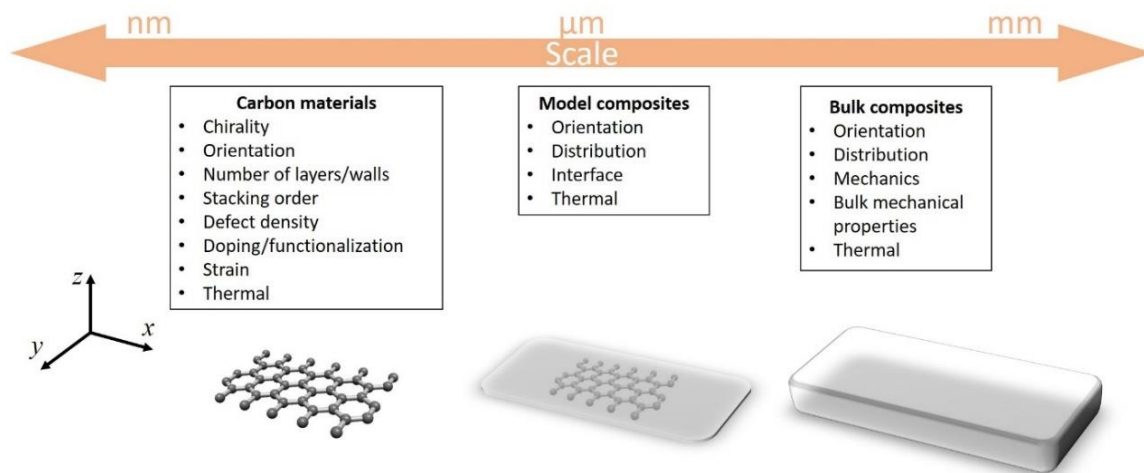 nm
μm
mm
Scale
Carbon materials
• Chirality
• Orientation
• Number of layers/walls
• Stacking order
• Defect density
• Doping/functionalization
• Strain
• Thermal
Model composites
• Orientation
• Distribution
• Interface
• Thermal
Bulk composites
• Orientation
• Distribution
• Mechanics
• Bulk mechanical
properties
• Thermal
z
y
x